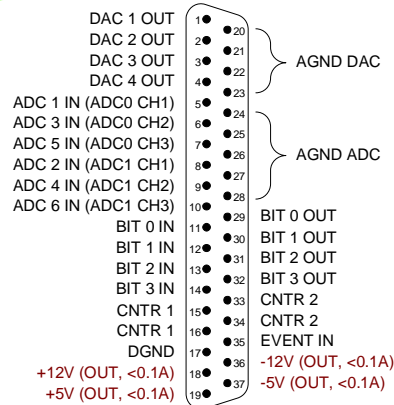 DAC 1 OUT 1
DAC 2 OUT 2
DAC 3 OUT 3
DAC 4 OUT 4
ADC 1 IN (ADC0 CH1) 5
ADC 3 IN (ADC0 CH2) 6
ADC 5 IN (ADC0 CH3) 7
ADC 2 IN (ADC1 CH1) 8
ADC 4 IN (ADC1 CH2) 9
ADC 6 IN (ADC1 CH3) 10
BIT 0 IN 11
BIT 1 IN 12
BIT 2 IN 13
BIT 3 IN 14
CNTR 1 15
CNTR 1 16
DGND 17
+12V (OUT, <0.1A) 18
+5V (OUT, <0.1A) 19
20
21
22
23
AGND DAC
24
25
26
27
28
AGND ADC
29 BIT 0 OUT
30 BIT 1 OUT
31 BIT 2 OUT
32 BIT 3 OUT
33 CNTR 2
34 CNTR 2
35 EVENT IN
36 -12V (OUT, <0.1A)
37 -5V (OUT, <0.1A)